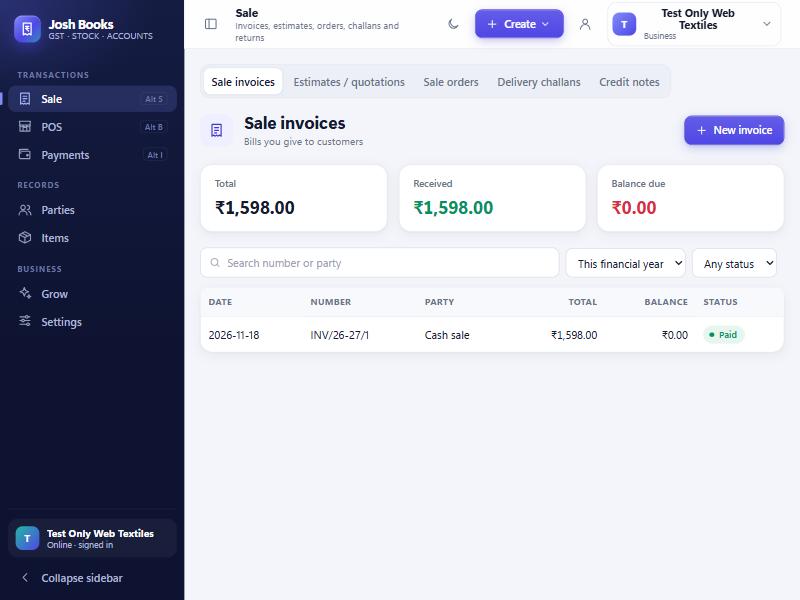 Josh Books
GST · STOCK · ACCOUNTS
TRANSACTIONS
Sale Alt S
POS Alt B
Payments Alt I
RECORDS
Parties
Items
BUSINESS
Grow
Settings
T Test Only Web Textiles
Online · signed in
Collapse sidebar
Sale
Invoices, estimates, orders, challans and
returns
Create
T Test Only Web
Textiles
Business
Sale invoices Estimates / quotations Sale orders Delivery challans Credit notes
Sale invoices
Bills you give to customers
New invoice
Total
₹1,598.00
Received
₹1,598.00
Balance due
₹0.00
Search number or party This financial year Any status
DATE NUMBER PARTY TOTAL BALANCE STATUS
2026-11-18 INV/26-27/1 Cash sale ₹1,598.00 ₹0.00 Paid